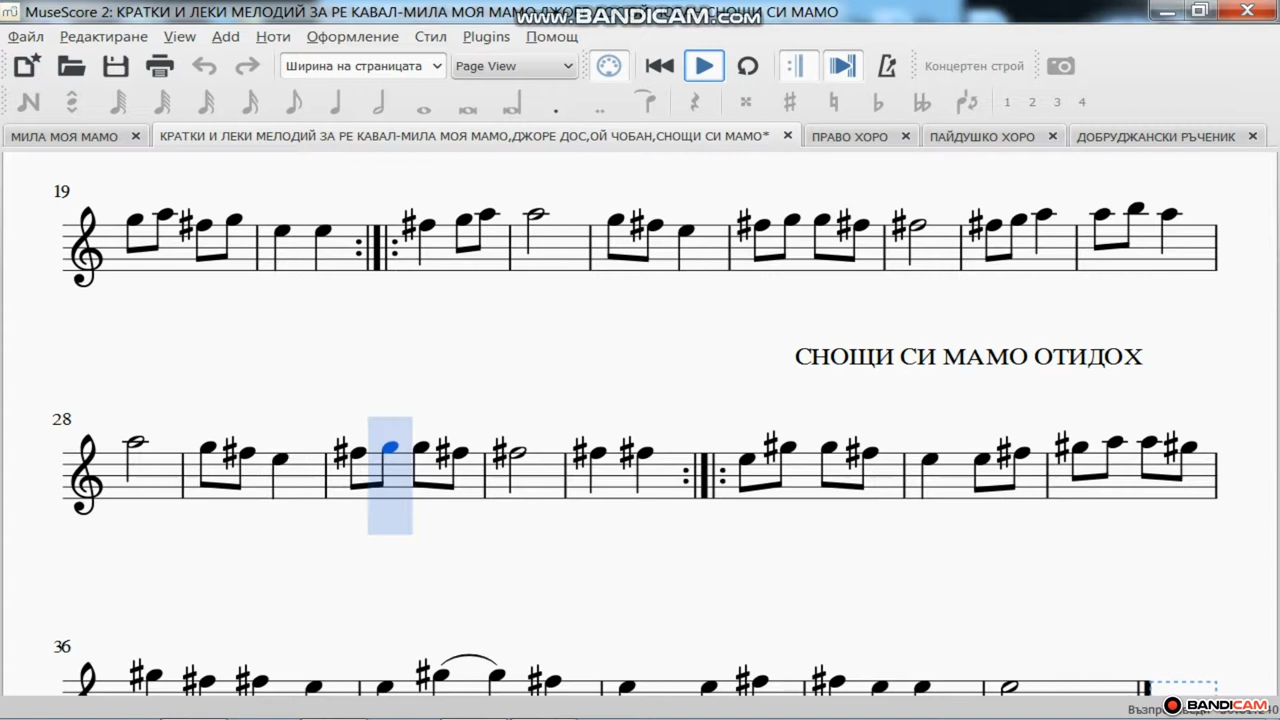 MuseScore 2: КРАТКИ И ЛЕКИ МЕЛОДИЙ ЗА РЕ КАВАЛ-МИЛА МОЯ МАМО СНОЩИ СИ МАМО
www.BANDICAM.com
Файл Редактиране View Add Ноти Оформление Стил Plugins Помощ
Ширина на страницата Page View Концертен строй
1 2 3 4
МИЛА МОЯ МАМО КРАТКИ И ЛЕКИ МЕЛОДИЙ ЗА РЕ КАВАЛ-МИЛА МОЯ МАМО,ДЖОРЕ ДОС,ОЙ ЧОБАН,СНОЩИ СИ МАМО* ПРАВО ХОРО ПАЙДУШКО ХОРО ДОБРУДЖАНСКИ РЪЧЕНИК
19
СНОЩИ СИ МАМО ОТИДОХ
28
36
BANDICAM